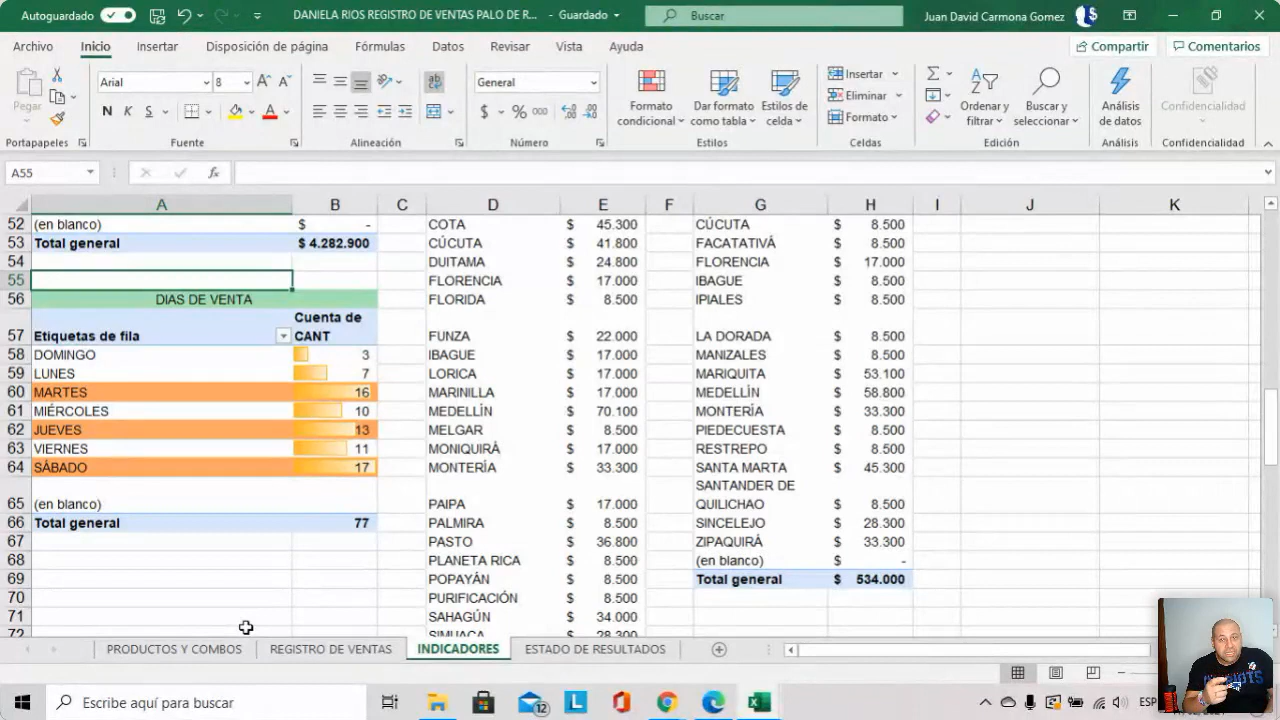 Autoguardado
DANIELA RIOS REGISTRO DE VENTAS PALO DE R... - Guardado
Buscar
Juan David Carmona Gomez
Archivo Inicio Insertar Disposición de página Fórmulas Datos Revisar Vista Ayuda
Compartir Comentarios
Pegar
Arial 8
N K S
General
$ % 000
Formato condicional
Dar formato como tabla
Estilos de celda
Insertar
Eliminar
Formato
Ordenar y filtrar
Buscar y seleccionar
Análisis de datos
Confidencialidad
Portapapeles Fuente Alineación Número Estilos Celdas Edición Análisis Confidencialidad
A55 fx
A B C D E F G H I J K
52 (en blanco) $ - COTA $ 45.300 CÚCUTA $ 8.500
53 Total general $ 4.282.900 CÚCUTA $ 41.800 FACATATIVÁ $ 8.500
54 DUITAMA $ 24.800 FLORENCIA $ 17.000
55 FLORENCIA $ 17.000 IBAGUE $ 8.500
56 DIAS DE VENTA FLORIDA $ 8.500 IPIALES $ 8.500
57 Etiquetas de fila Cuenta de CANT FUNZA $ 22.000 LA DORADA $ 8.500
58 DOMINGO 3 IBAGUE $ 17.000 MANIZALES $ 8.500
59 LUNES 7 LORICA $ 17.000 MARIQUITA $ 53.100
60 MARTES 16 MARINILLA $ 17.000 MEDELLÍN $ 58.800
61 MIÉRCOLES 10 MEDELLÍN $ 70.100 MONTERÍA $ 33.300
62 JUEVES 13 MELGAR $ 8.500 PIEDECUESTA $ 8.500
63 VIERNES 11 MONIQUIRÁ $ 17.000 RESTREPO $ 8.500
64 SÁBADO 17 MONTERÍA $ 33.300 SANTA MARTA $ 45.300
65 (en blanco) PAIPA $ 17.000 SANTANDER DE QUILICHAO $ 8.500
66 Total general 77 PALMIRA $ 8.500 SINCELEJO $ 28.300
67 PASTO $ 36.800 ZIPAQUIRÁ $ 33.300
68 PLANETA RICA $ 8.500 (en blanco) $ -
69 POPAYÁN $ 8.500 Total general $ 534.000
70 PURIFICACIÓN $ 8.500
71 SAHAGÚN $ 34.000
72 $ 28.300
PRODUCTOS Y COMBOS REGISTRO DE VENTAS INDICADORES ESTADO DE RESULTADOS
Escribe aquí para buscar
12
L
ESP